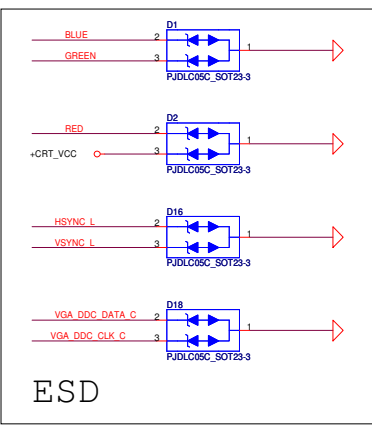 D1
BLUE 2 1
GREEN 3
PJDLC05C_SOT23-3
D2
RED 2 1
+CRT_VCC 3
PJDLC05C_SOT23-3
D16
HSYNC_L 2 1
VSYNC_L 3
PJDLC05C_SOT23-3
D18
VGA_DDC_DATA_C 2 1
VGA_DDC_CLK_C 3
PJDLC05C_SOT23-3
ESD